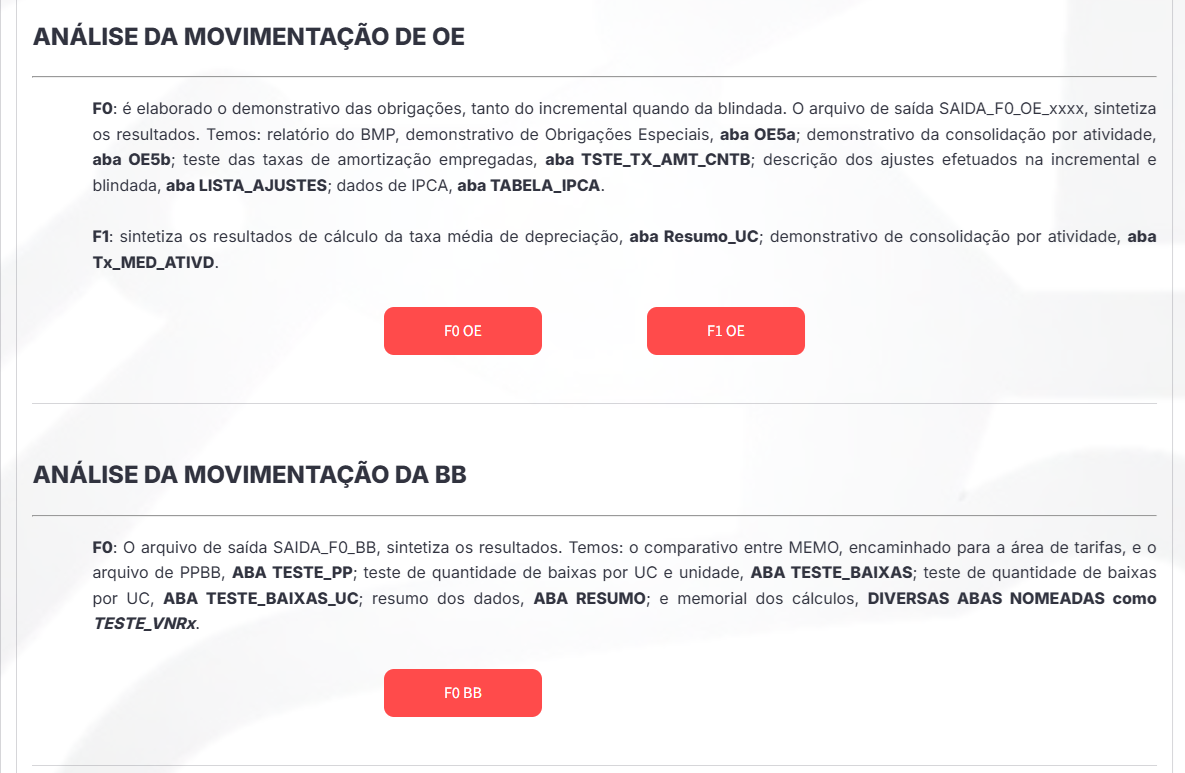 ANÁLISE DA MOVIMENTAÇÃO DE OE
F0: é elaborado o demonstrativo das obrigações, tanto do incremental quando da blindada. O arquivo de saída SAIDA_F0_OE_xxxx, sintetiza
os resultados. Temos: relatório do BMP, demonstrativo de Obrigações Especiais, aba OE5a; demonstrativo da consolidação por atividade,
aba OE5b; teste das taxas de amortização empregadas, aba TSTE_TX_AMT_CNTB; descrição dos ajustes efetuados na incremental e
blindada, aba LISTA_AJUSTES; dados de IPCA, aba TABELA_IPCA.
F1: sintetiza os resultados de cálculo da taxa média de depreciação, aba Resumo_UC; demonstrativo de consolidação por atividade, aba
Tx_MED_ATIVD.
F0 OE
F1 OE
ANÁLISE DA MOVIMENTAÇÃO DA BB
F0: O arquivo de saída SAIDA_F0_BB, sintetiza os resultados. Temos: o comparativo entre MEMO, encaminhado para a área de tarifas, e o
arquivo de PPBB, ABA TESTE_PP; teste de quantidade de baixas por UC e unidade, ABA TESTE_BAIXAS; teste de quantidade de baixas
por UC, ABA TESTE_BAIXAS_UC; resumo dos dados, ABA RESUMO; e memorial dos cálculos, DIVERSAS ABAS NOMEADAS como
TESTE_VNRx.
F0 BB